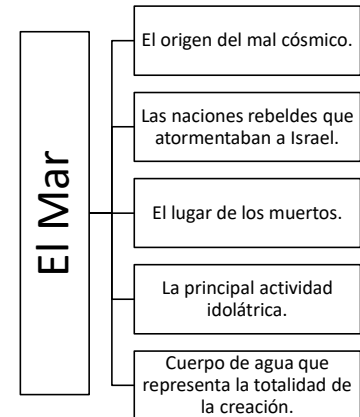 El Mar
El origen del mal cósmico.
Las naciones rebeldes que
atormentaban a Israel.
El lugar de los muertos.
La principal actividad
idolátrica.
Cuerpo de agua que
representa la totalidad de
la creación.